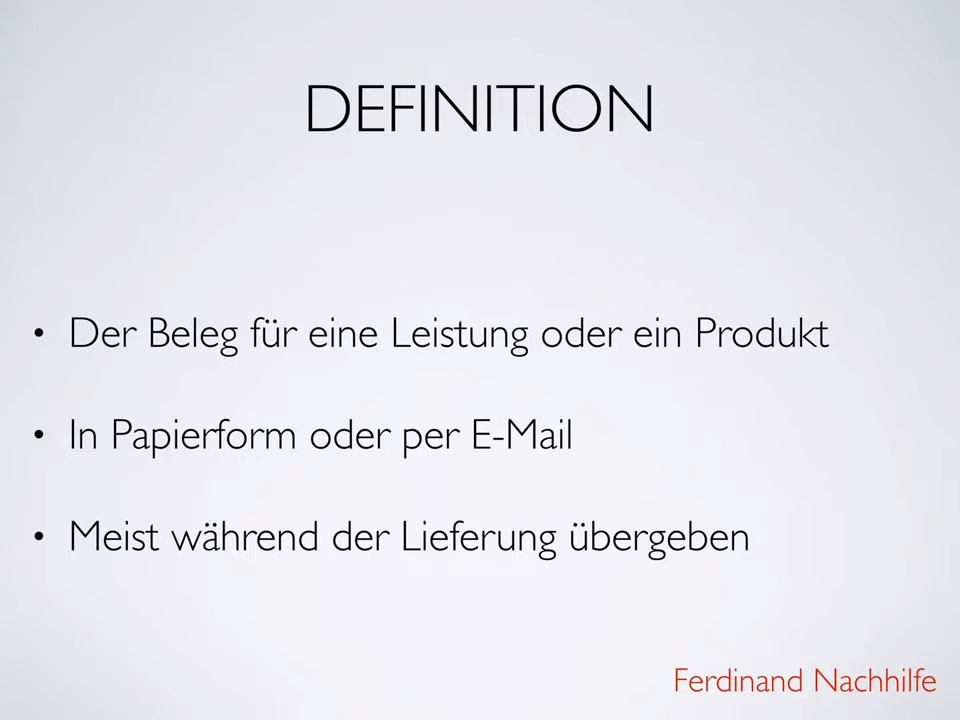 DEFINITION
• Der Beleg für eine Leistung oder ein Produkt
• In Papierform oder per E-Mail
• Meist während der Lieferung übergeben
Ferdinand Nachhilfe